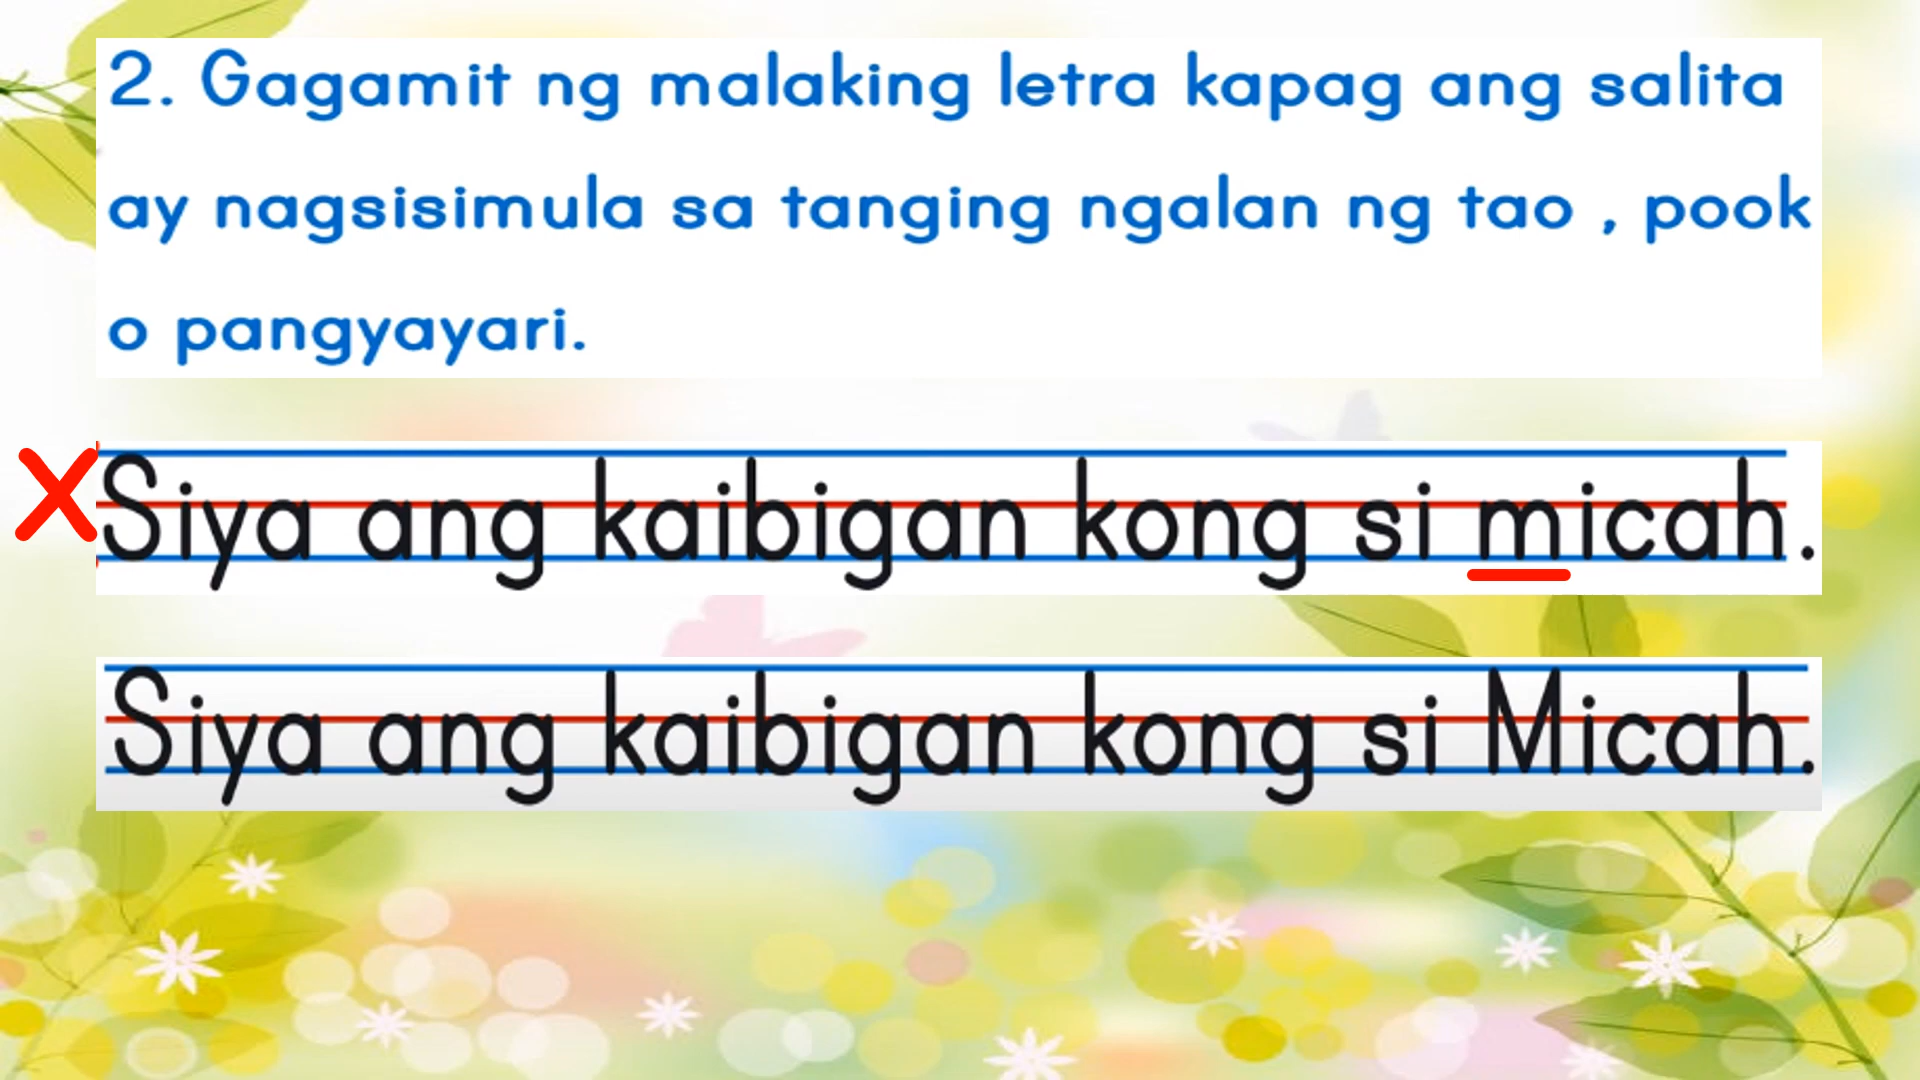 2. Gagamit ng malaking letra kapag ang salita
ay nagsisimula sa tanging ngalan ng tao , pook
o pangyayari.
X Siya ang kaibigan kong si micah.
Siya ang kaibigan kong si Micah.